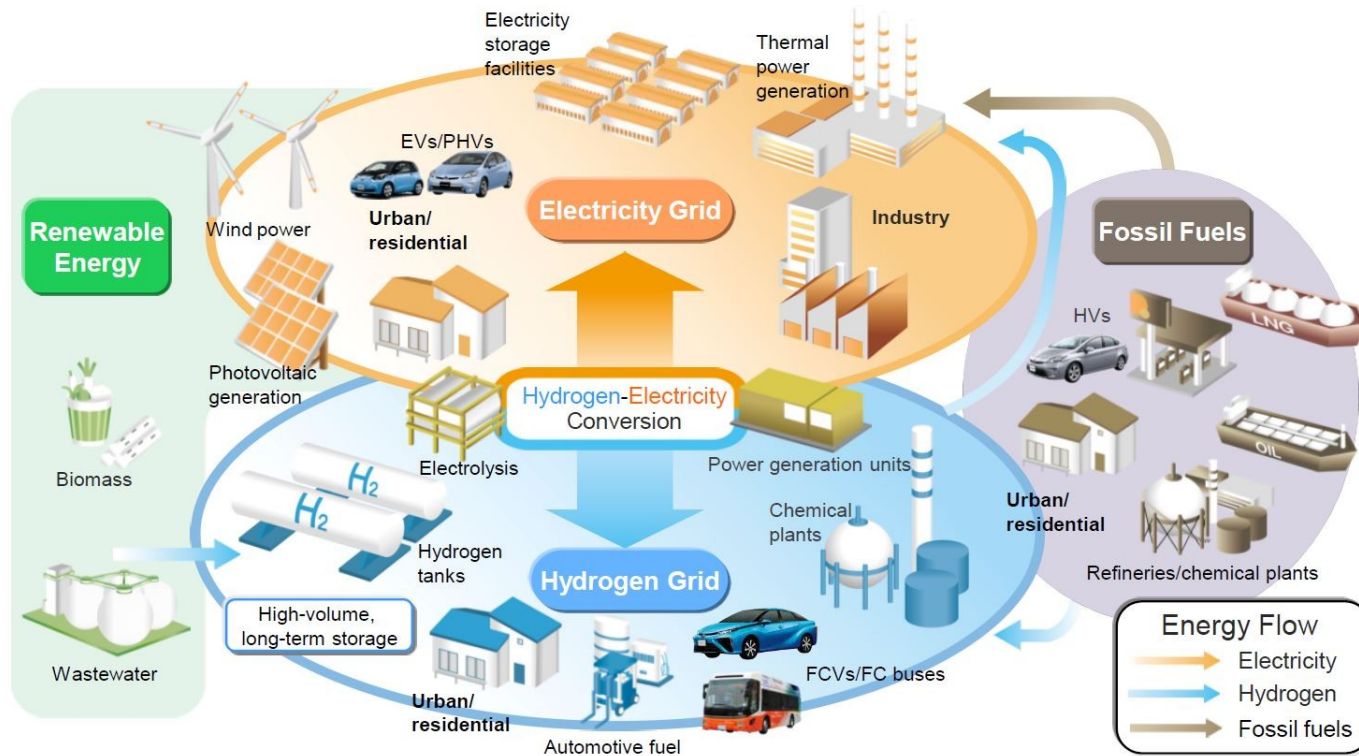 Electricity
storage
facilities
Thermal
power
generation
EVs/PHVs
Urban/
residential
Electricity Grid
Industry
Wind power
Renewable
Energy
Fossil Fuels
LNG
HVs
Photovoltaic
generation
Hydrogen-Electricity
Conversion
Electrolysis
Power generation units
Biomass
H2
H2
Hydrogen
tanks
Chemical
plants
OIL
Urban/
residential
Hydrogen Grid
Refineries/chemical plants
High-volume,
long-term storage
Wastewater
Urban/
residential
Automotive fuel
FCVs/FC buses
Energy Flow
Electricity
Hydrogen
Fossil fuels